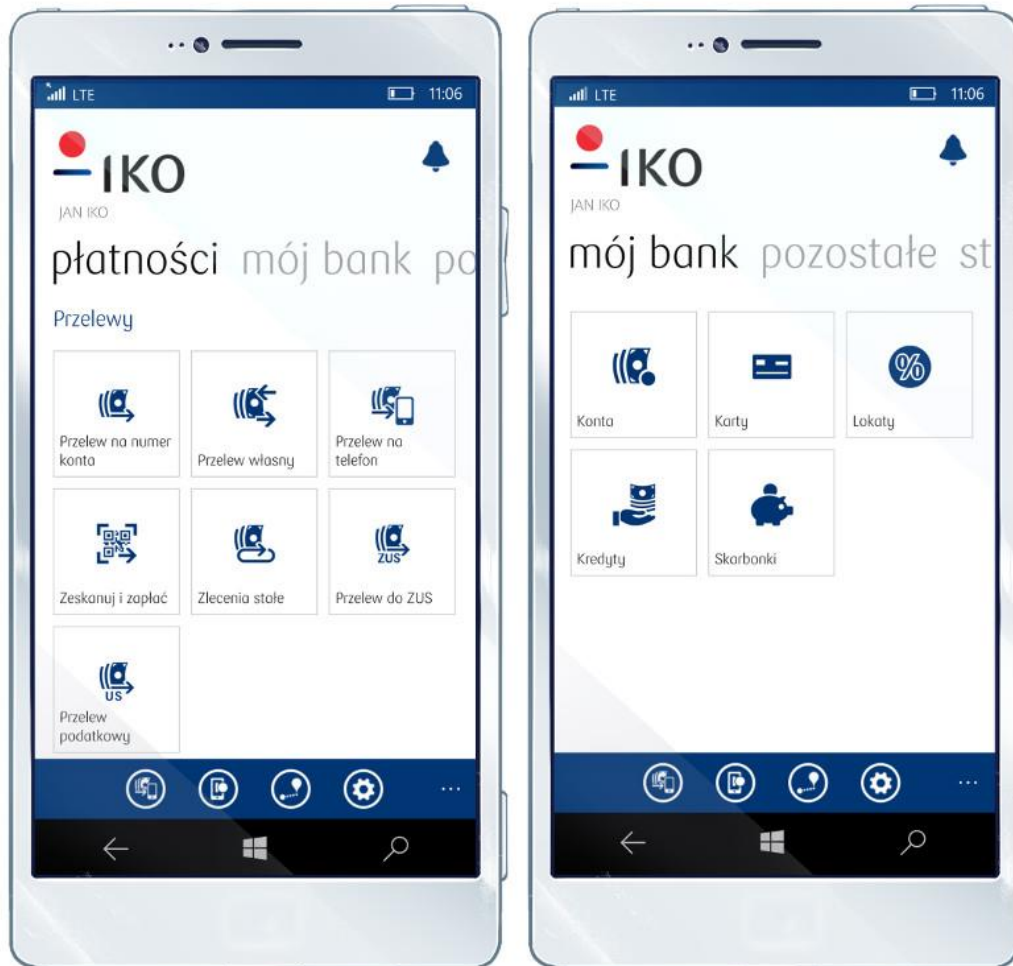 LTE 11:06
IKO
JAN IKO
płatności mój bank po
Przelewy
Przelew na numer
konta
Przelew własny
Przelew na
telefon
Zeskanuj i zapłać
Zlecenia stałe
ZUS
Przelew do ZUS
US
Przelew
podatkowy
LTE 11:06
IKO
JAN IKO
mój bank pozostałe st
Konta
Karty
%
Lokaty
Kredyty
Skarbonki